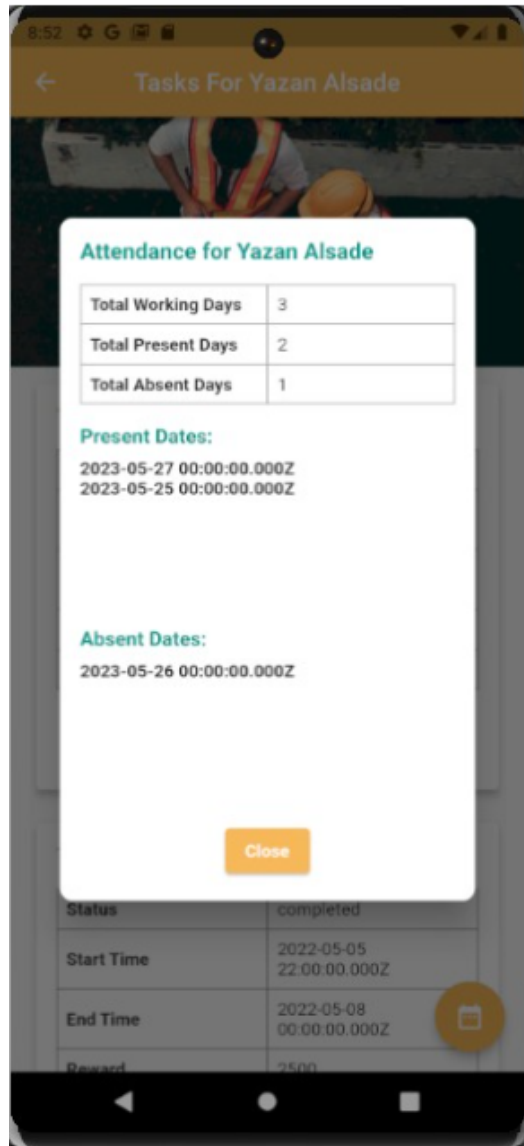 8:52
Tasks For Yazan Alsade
Attendance for Yazan Alsade
Total Working Days 3
Total Present Days 2
Total Absent Days 1
Present Dates:
2023-05-27 00:00:00.000Z
2023-05-25 00:00:00.000Z
Absent Dates:
2023-05-26 00:00:00.000Z
Close
Status completed
Start Time 2022-05-05
22:00:00.000Z
End Time 2022-05-08
00:00:00.000Z
Reward 2500